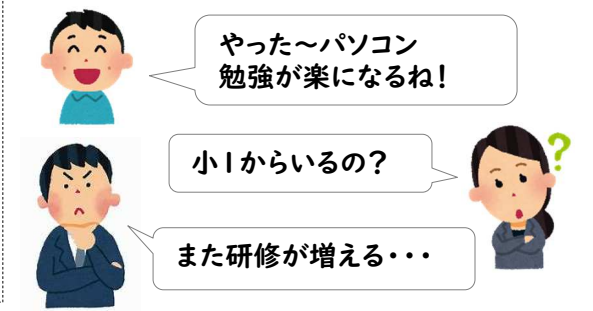 やった～パソコン
勉強が楽になるね！
小１からいるの？
また研修が増える・・・